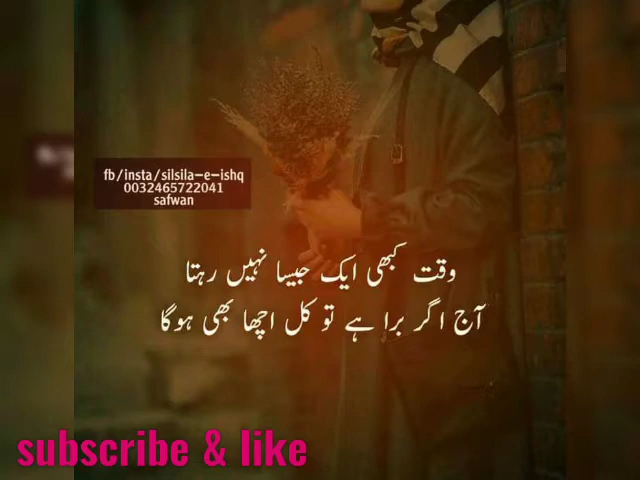 fb/insta/silsila-e-ishq
0032465722041
safwan
وقت کبھی ایک جیسا نہیں رہتا
آج اگر برا ہے تو کل اچھا بھی ہوگا
subscribe & like